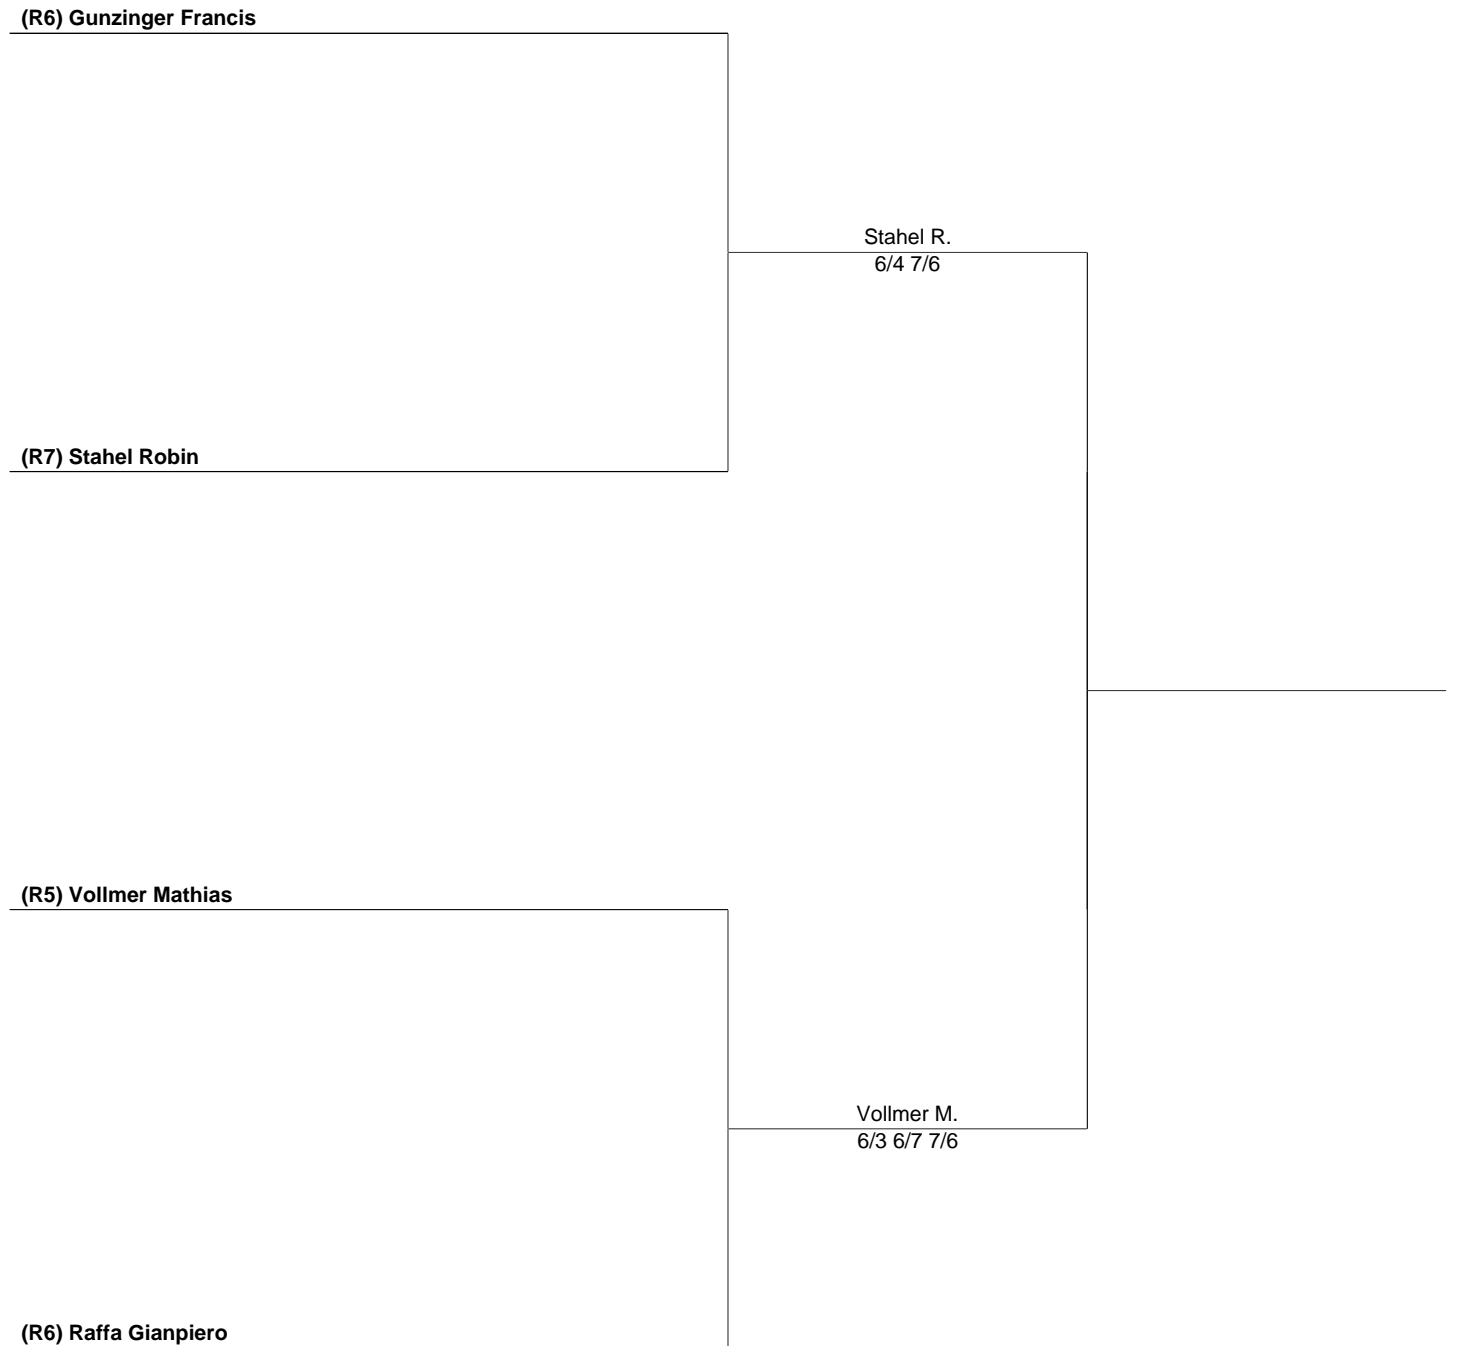 (R6) Gunzinger Francis
Stahel R.
6/4 7/6
(R7) Stahel Robin
(R5) Vollmer Mathias
Vollmer M.
6/3 6/7 7/6
(R6) Raffa Gianpiero